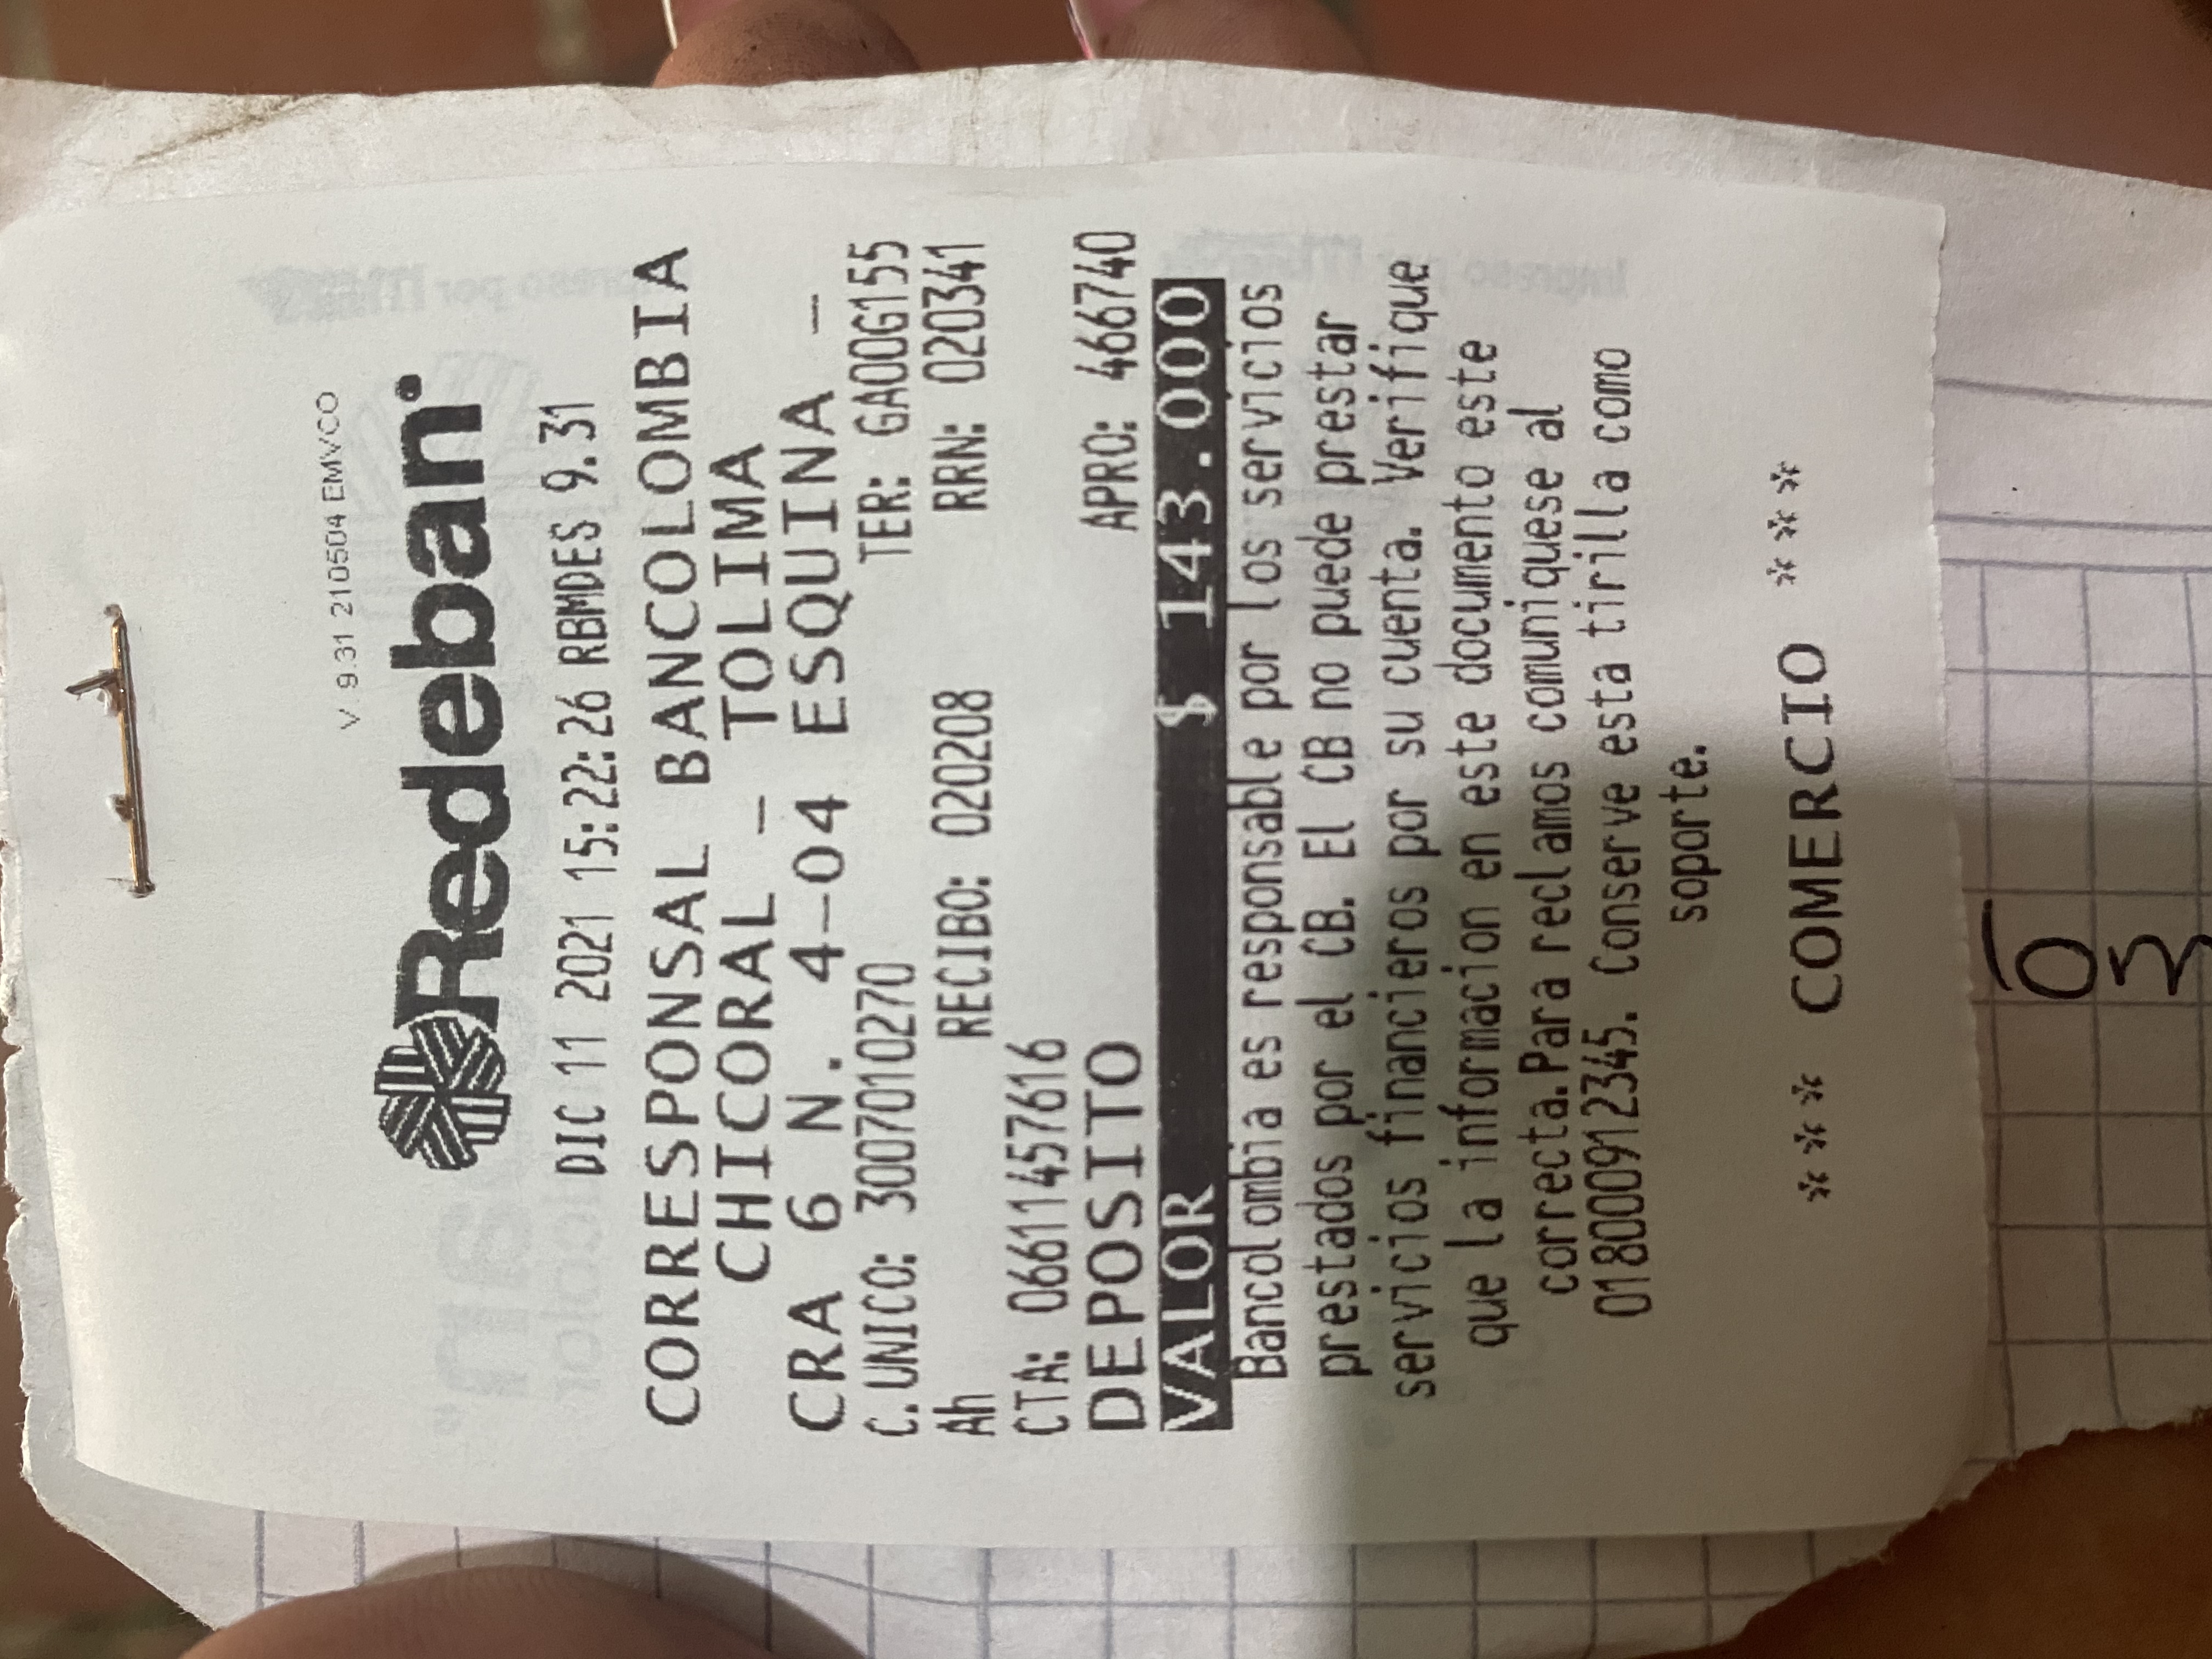 V 9.31 210504 EMVCO
Redeban
DIC 11 2021 15:22:26 RBMDES 9.31
CORRESPONSAL BANCOLOMBIA
CHICORAL - TOLIMA
CRA 6 N. 4-04 ESQUINA -
C.UNICO: 3007010270 TER: GA00G155
Ah RECIBO: 020208 RRN: 020341
CTA: 06611457616
DEPOSITO APRO: 466740
VALOR $ 143.000
Bancolombia es responsable por los servicios
prestados por el CB. El CB no puede prestar
servicios financieros por su cuenta. Verifique
que la informacion en este documento este
correcta.Para reclamos comuniquese al
018000912345. Conserve esta tirilla como
soporte.
*** COMERCIO ***